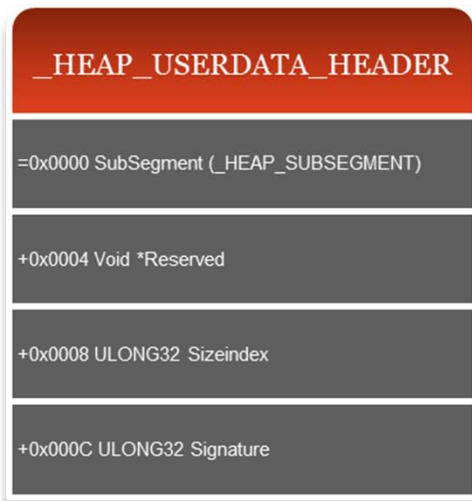 _HEAP_USERDATA_HEADER
=0x0000 SubSegment (_HEAP_SUBSEGMENT)
+0x0004 Void *Reserved
+0x0008 ULONG32 Sizeindex
+0x000C ULONG32 Signature